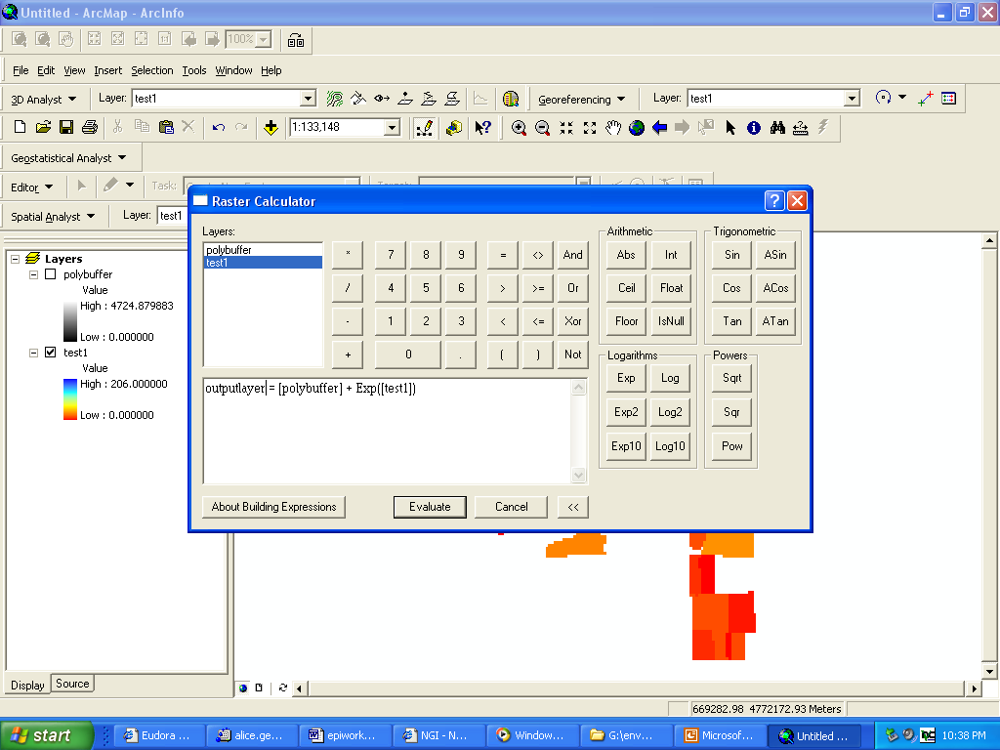 Untitled - ArcMap - ArcInfo
100%
File Edit View Insert Selection Tools Window Help
3D Analyst Layer: test1 Georeferencing Layer: test1
1:133,148
Geostatistical Analyst
Editor Task:
Spatial Analyst Layer: test1
Raster Calculator
Layers:
polybuffer
test1
* 7 8 9 = <> And
/ 4 5 6 > >= Or
- 1 2 3 < <= Xor
+ 0 . ( ) Not
Arithmetic
Abs Int
Ceil Float
Floor IsNull
Trigonometric
Sin ASin
Cos ACos
Tan ATan
Logarithms
Exp Log
Exp2 Log2
Exp10 Log10
Powers
Sqrt
Sqr
Pow
outputlayer = [polybuffer] + Exp([test1])
About Building Expressions Evaluate Cancel <<
Layers
polybuffer
Value
High : 4724.879883
Low : 0.000000
test1
Value
High : 206.000000
Low : 0.000000
Display Source
669282.98 4772172.93 Meters
start Eudora ... alice.ge... epiwork... NGI - N... Window... G:\env... Microsof... Untitled ... 10:38 PM